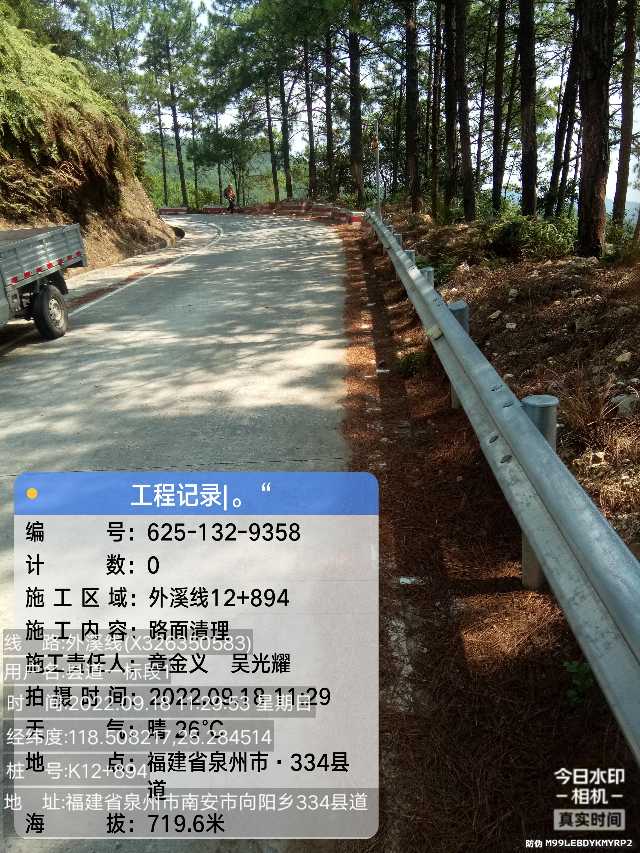 工程记录|。“
编号：625-132-9358
计数：0
施工区域：外溪线12+894
施工内容：路面清理
线 路:外溪线(X326350583)
施工责任人：章金义 吴光耀
用户名:县道一标段1
拍摄时间：2022.09.18 11:29
时 间:2022.09.18 11:29:53 星期日
天气：晴 26℃
经纬度:118.508217,25.284514
地点：福建省泉州市·334县道
桩 号:K12+894
地 址:福建省泉州市南安市向阳乡334县道
海拔：719.6米
今日水印
相机
真实时间
防伪 M99LEBDYKMYRP2